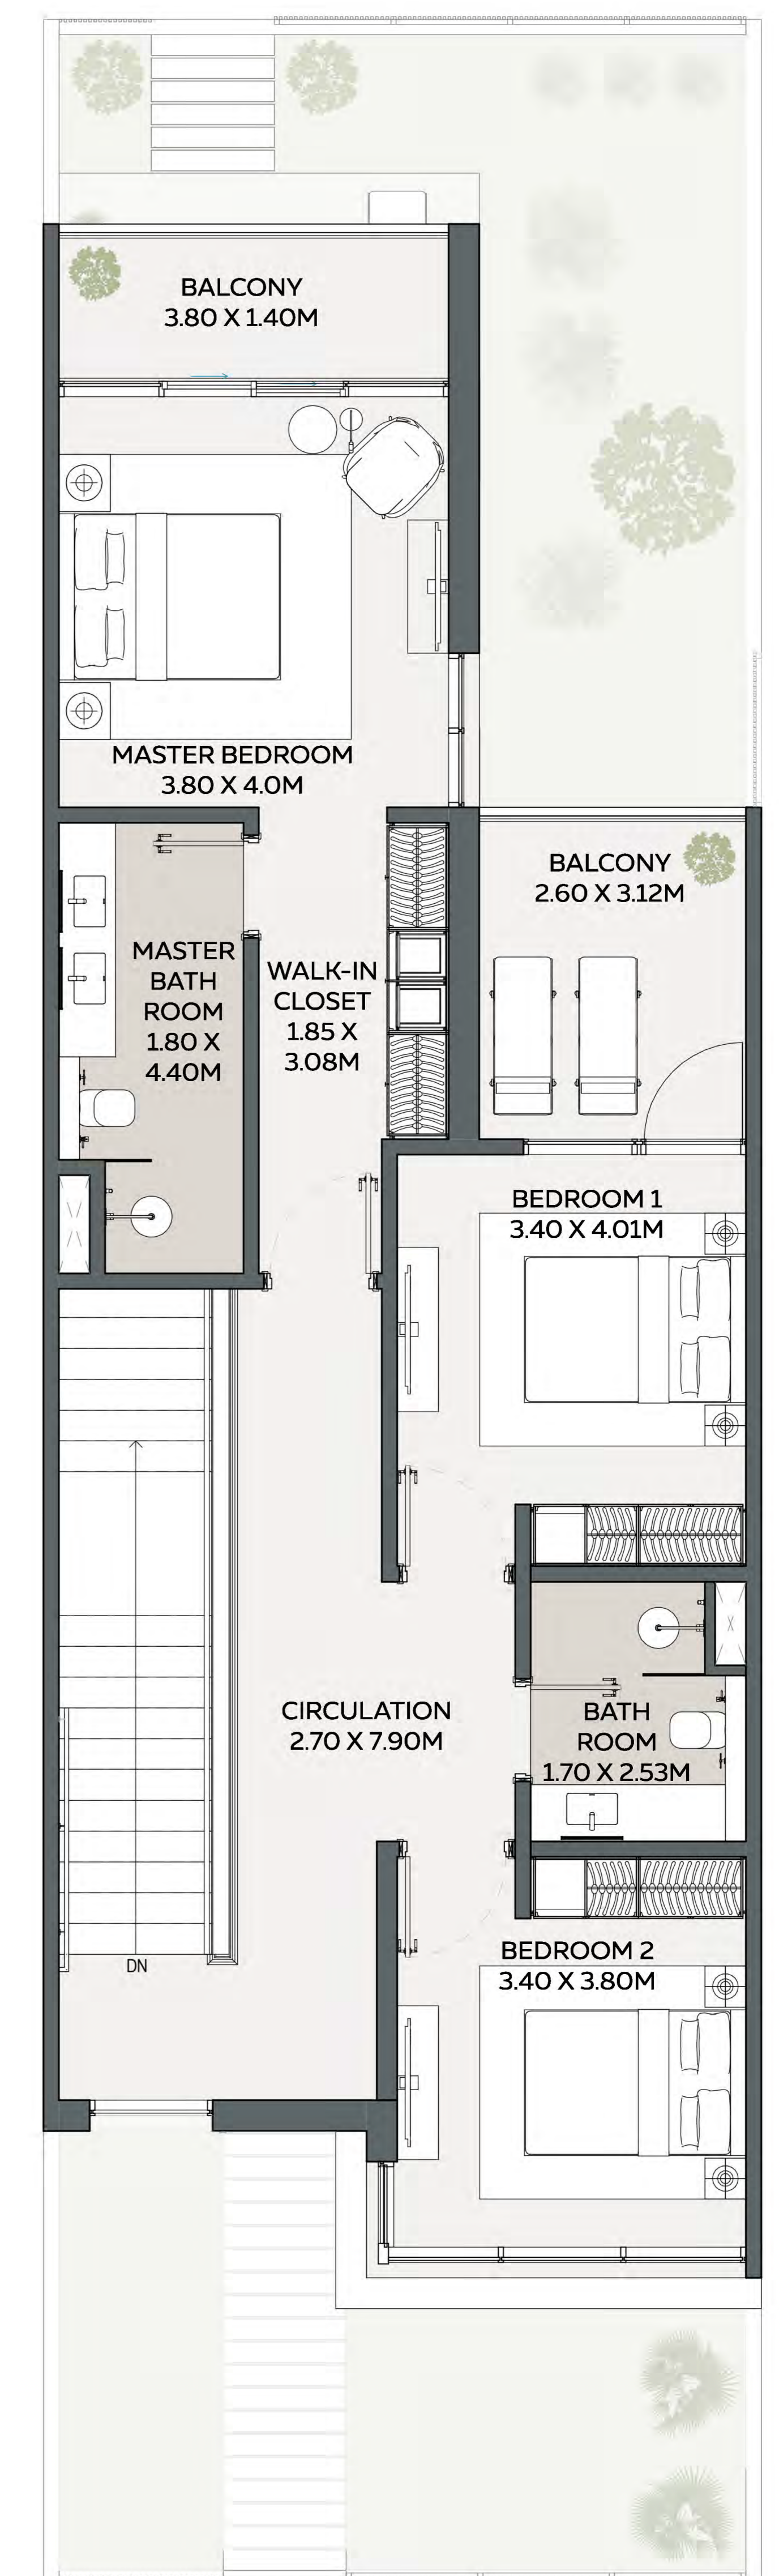 BALCONY
3.80 X 1.40M
MASTER BEDROOM
3.80 X 4.0M
BALCONY
2.60 X 3.12M
MASTER
BATH
ROOM
1.80 X
4.40M
WALK-IN
CLOSET
1.85 X
3.08M
BEDROOM 1
3.40 X 4.01M
CIRCULATION
2.70 X 7.90M
BATH
ROOM
1.70 X 2.53M
DN
BEDROOM 2
3.40 X 3.80M